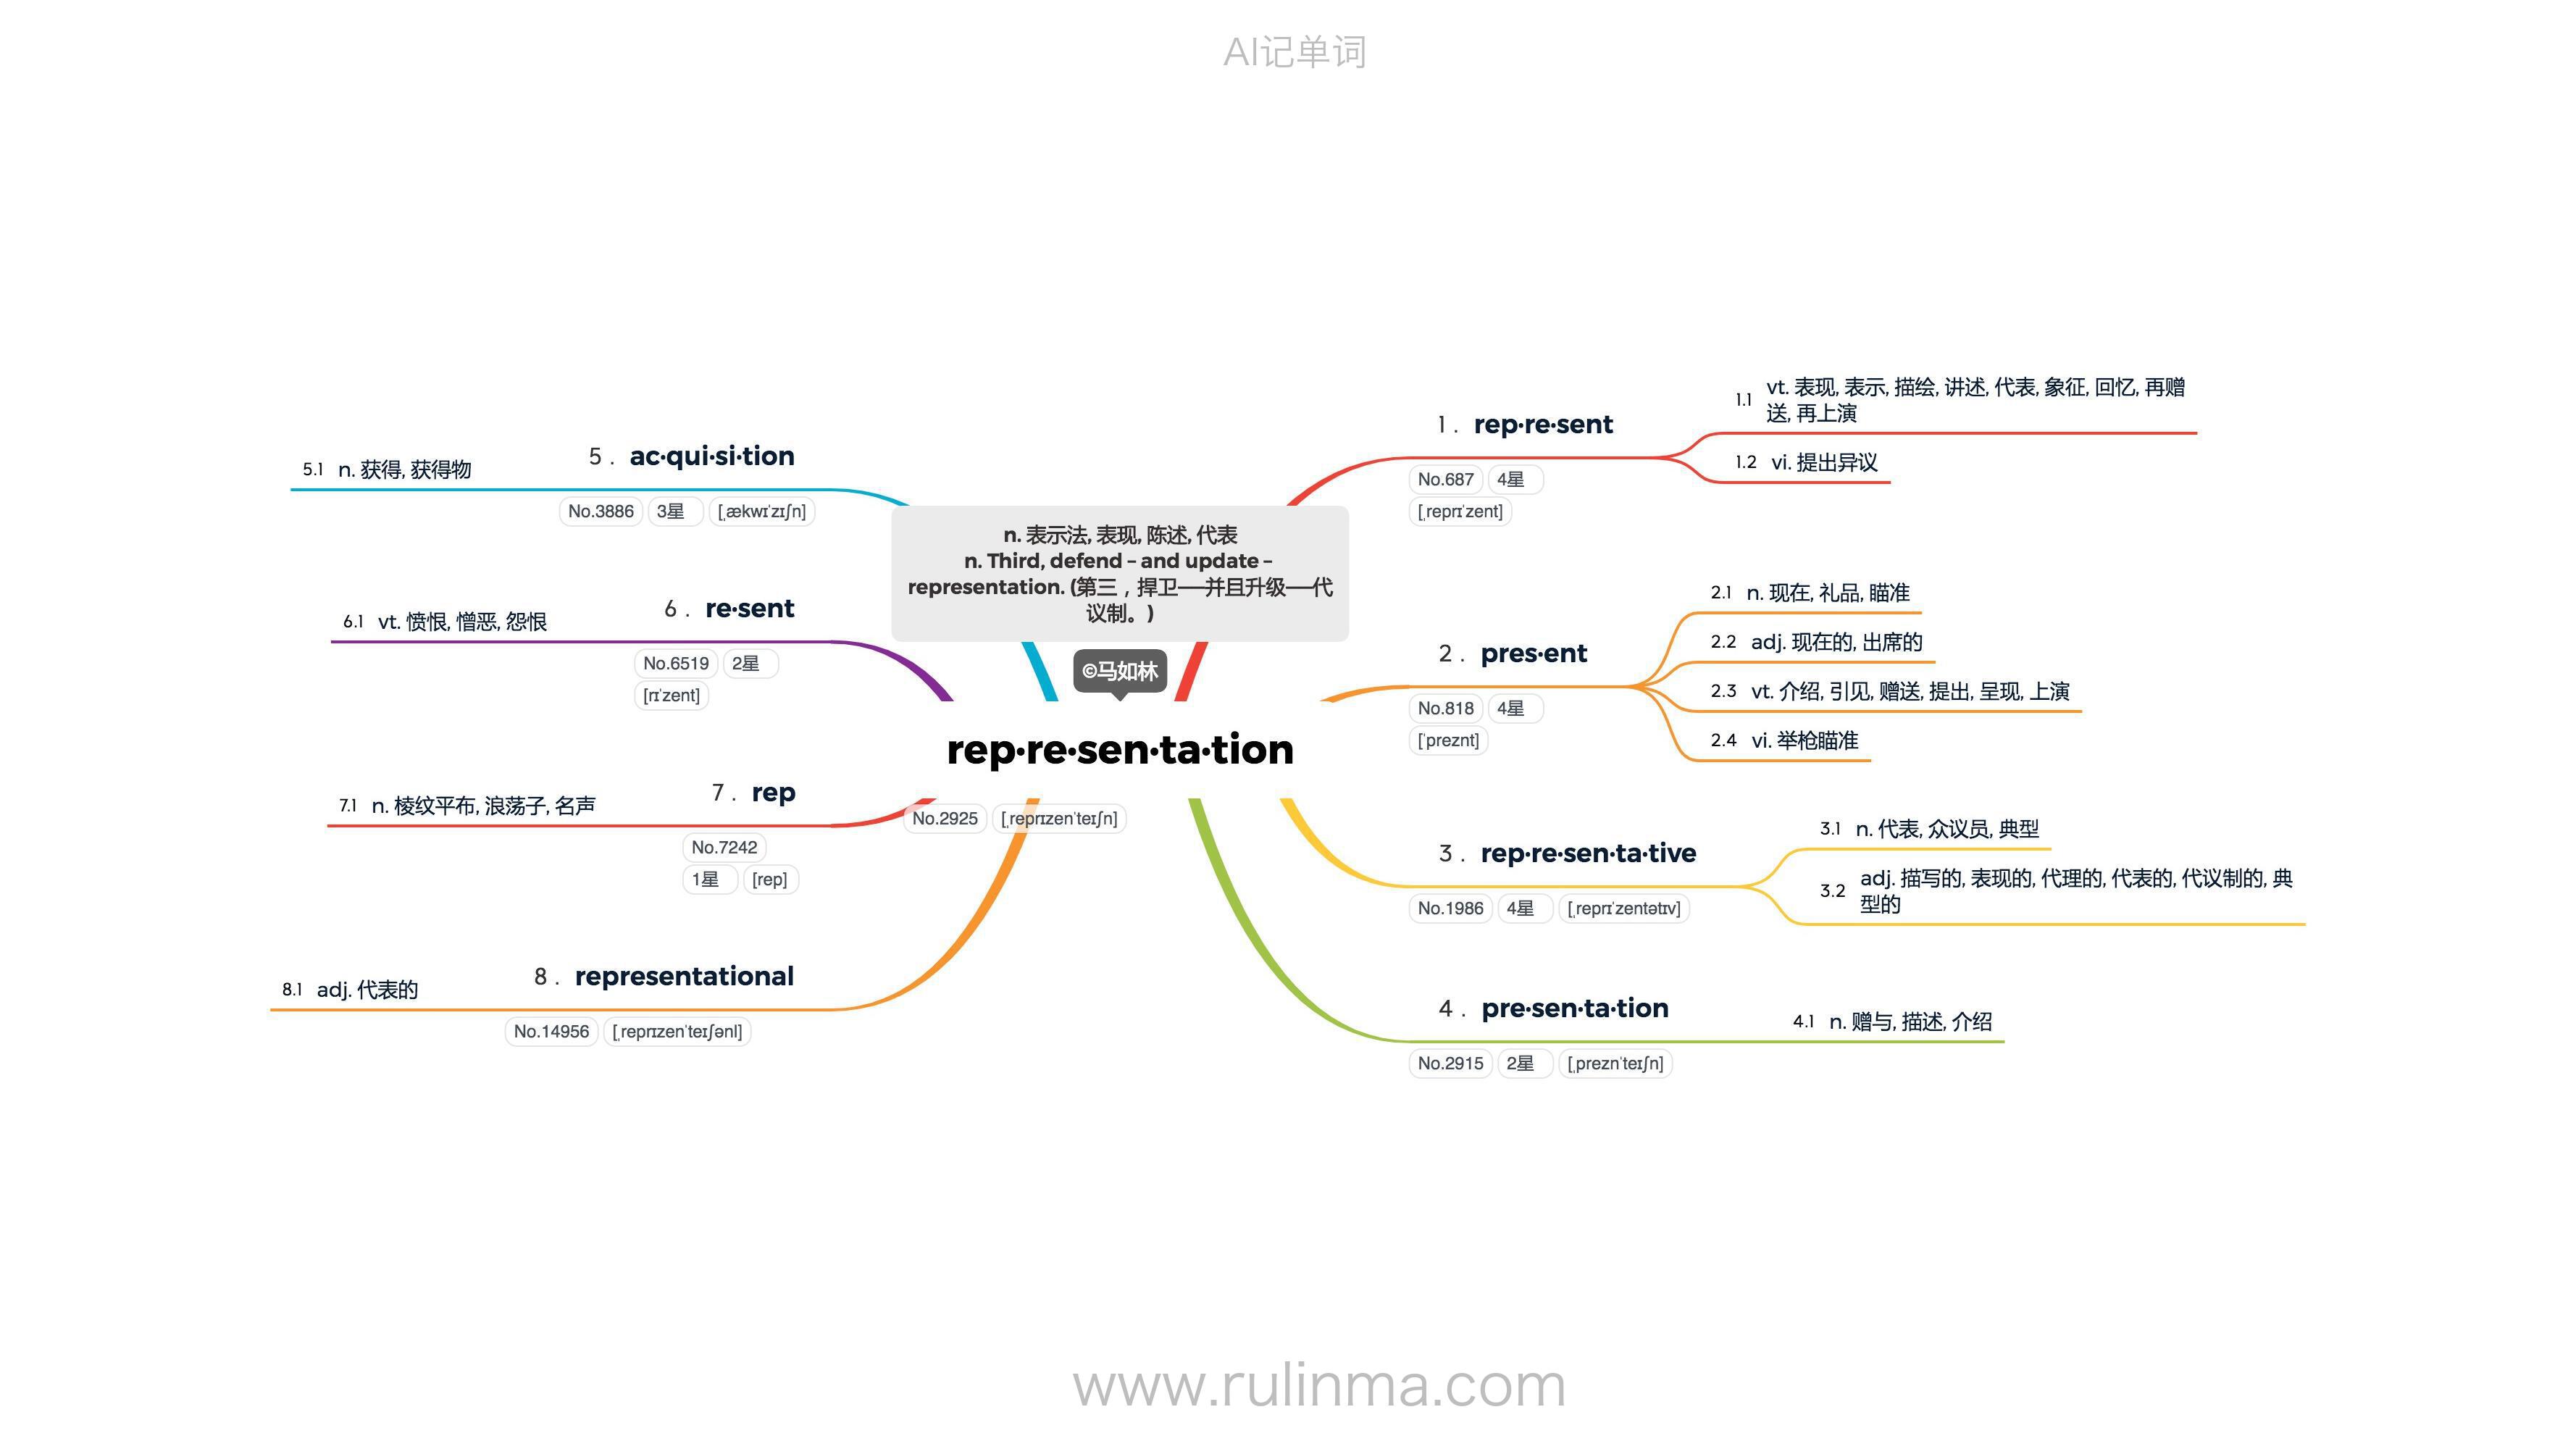 AI记单词
n. 表示法, 表现, 陈述, 代表
n. Third, defend – and update –
representation. (第三，捍卫──并且升级──代
议制。)
©马如林
rep·re·sen·ta·tion
No.2925 [ˌreprɪzenˈteɪʃn]
1. rep·re·sent
No.687 4星
[ˌreprɪˈzent]
1.1 vt. 表现, 表示, 描绘, 讲述, 代表, 象征, 回忆, 再赠
送, 再上演
1.2 vi. 提出异议
2. pres·ent
No.818 4星
[ˈpreznt]
2.1 n. 现在, 礼品, 瞄准
2.2 adj. 现在的, 出席的
2.3 vt. 介绍, 引见, 赠送, 提出, 呈现, 上演
2.4 vi. 举枪瞄准
3. rep·re·sen·ta·tive
No.1986 4星 [ˌreprɪˈzentətɪv]
3.1 n. 代表, 众议员, 典型
3.2 adj. 描写的, 表现的, 代理的, 代表的, 代议制的, 典
型的
4. pre·sen·ta·tion
No.2915 2星 [ˌpreznˈteɪʃn]
4.1 n. 赠与, 描述, 介绍
5. ac·qui·si·tion
No.3886 3星 [ˌækwɪˈzɪʃn]
5.1 n. 获得, 获得物
6. re·sent
No.6519 2星
[rɪˈzent]
6.1 vt. 愤恨, 憎恶, 怨恨
7. rep
No.7242
1星 [rep]
7.1 n. 棱纹平布, 浪荡子, 名声
8. representational
No.14956 [ˌreprɪzenˈteɪʃənl]
8.1 adj. 代表的
www.rulinma.com